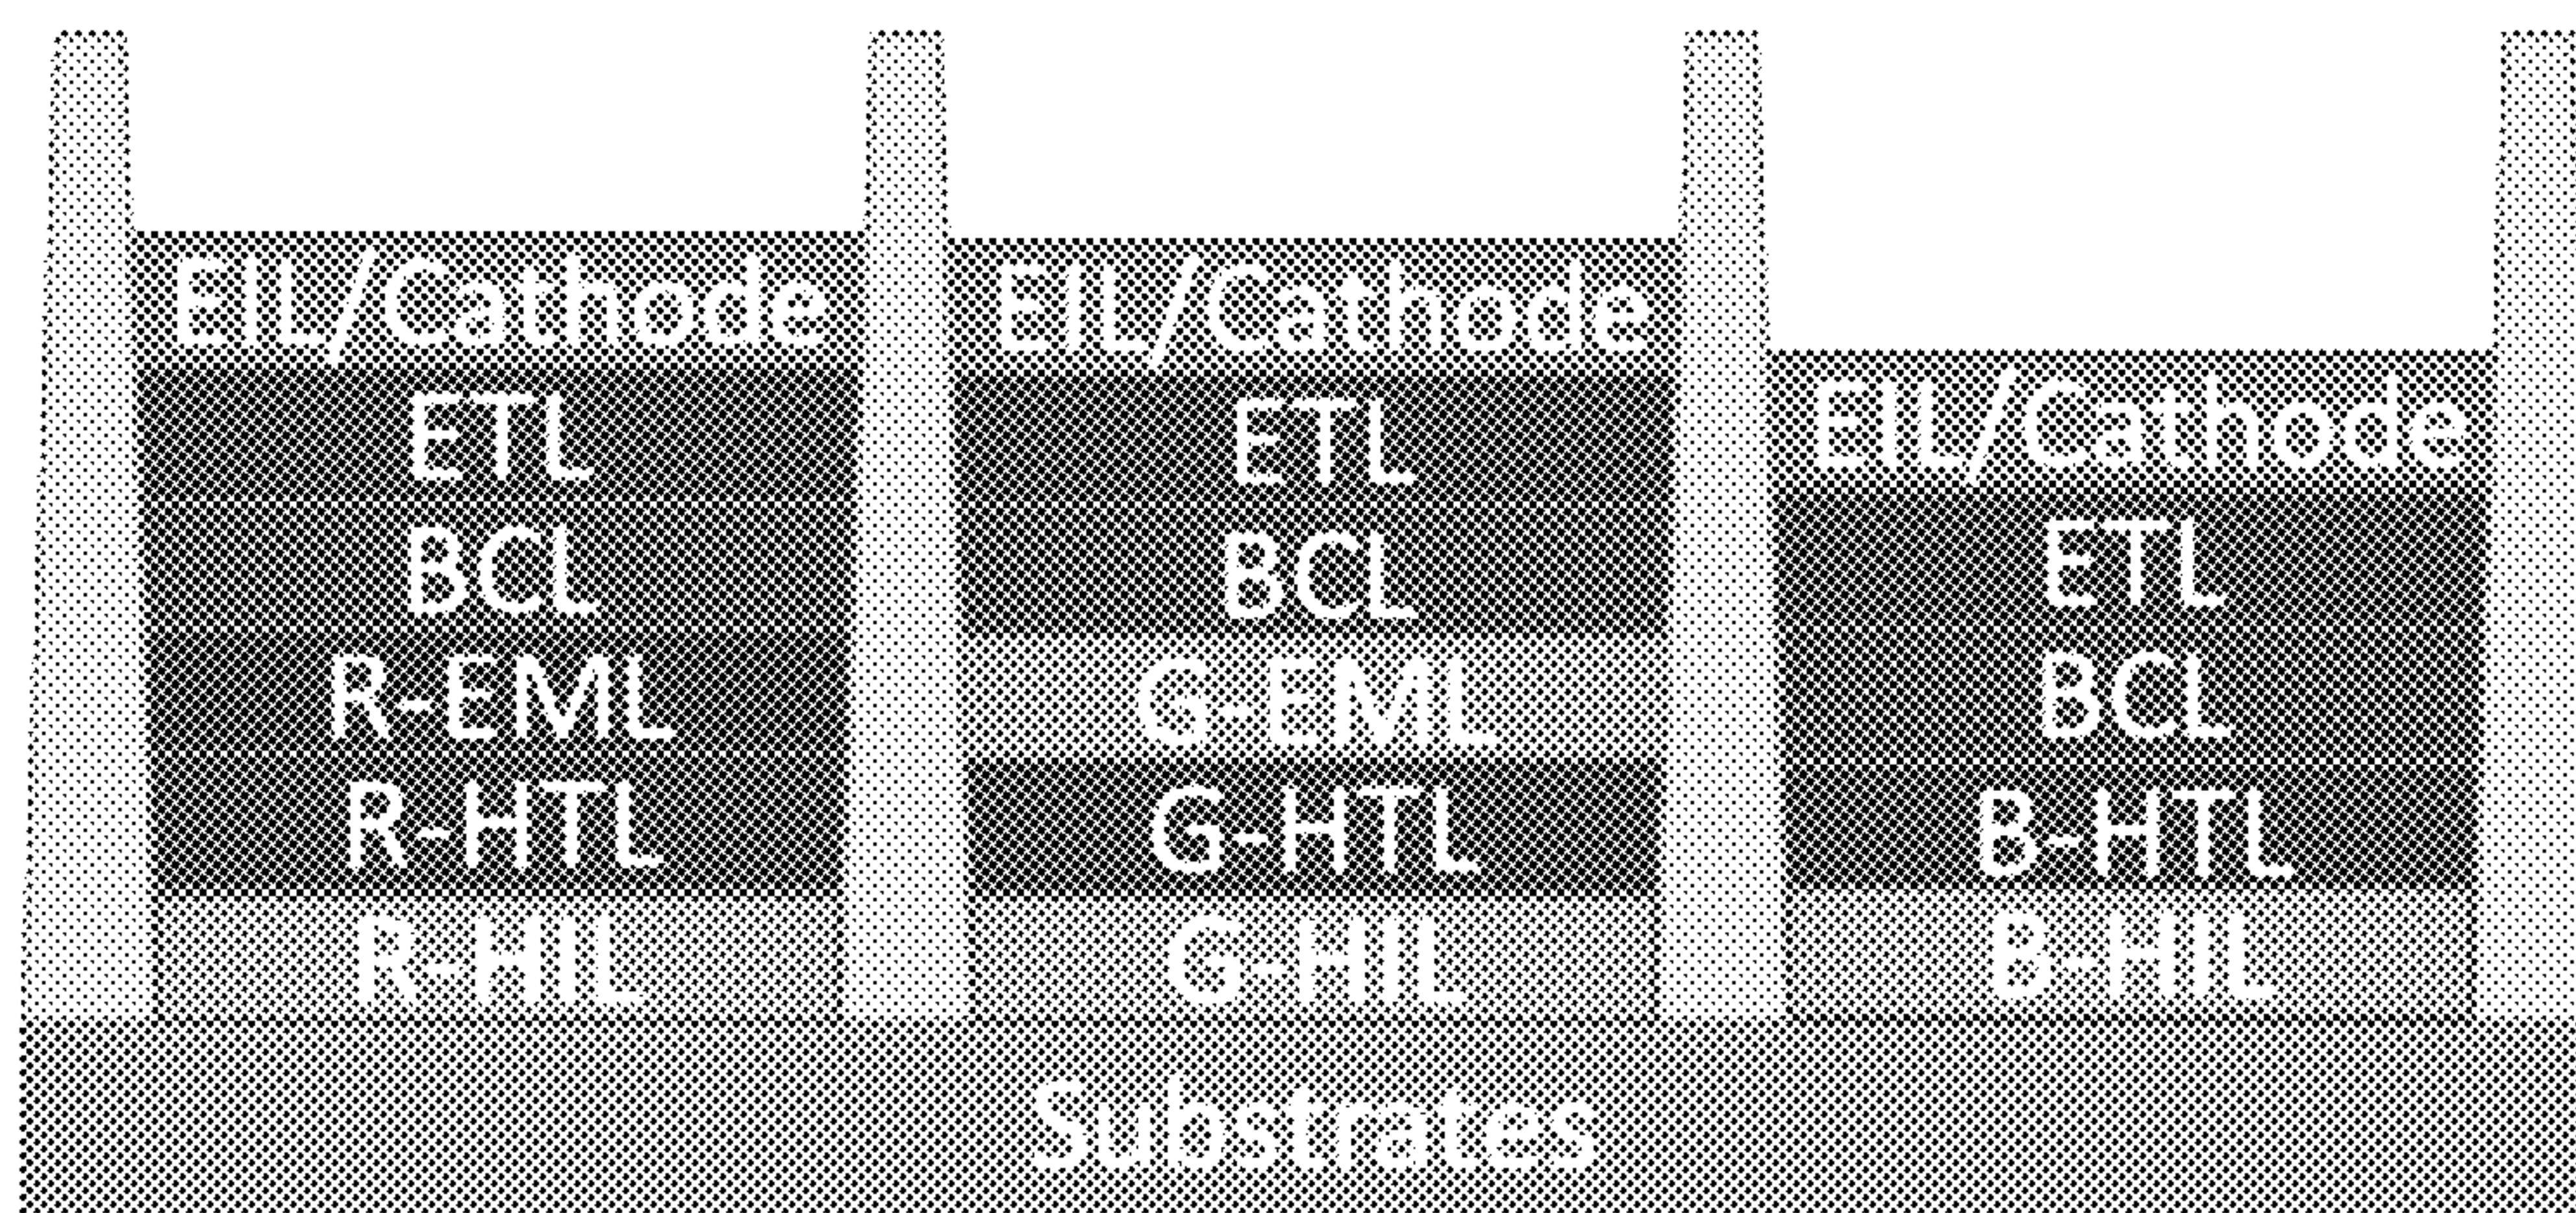 EIL/Cathode
ETL
BCL
R-EML
R-HTL
R-HIL
EIL/Cathode
ETL
BCL
G-EML
G-HTL
G-HIL
EIL/Cathode
ETL
BCL
B-HTL
B-HIL
Substrates